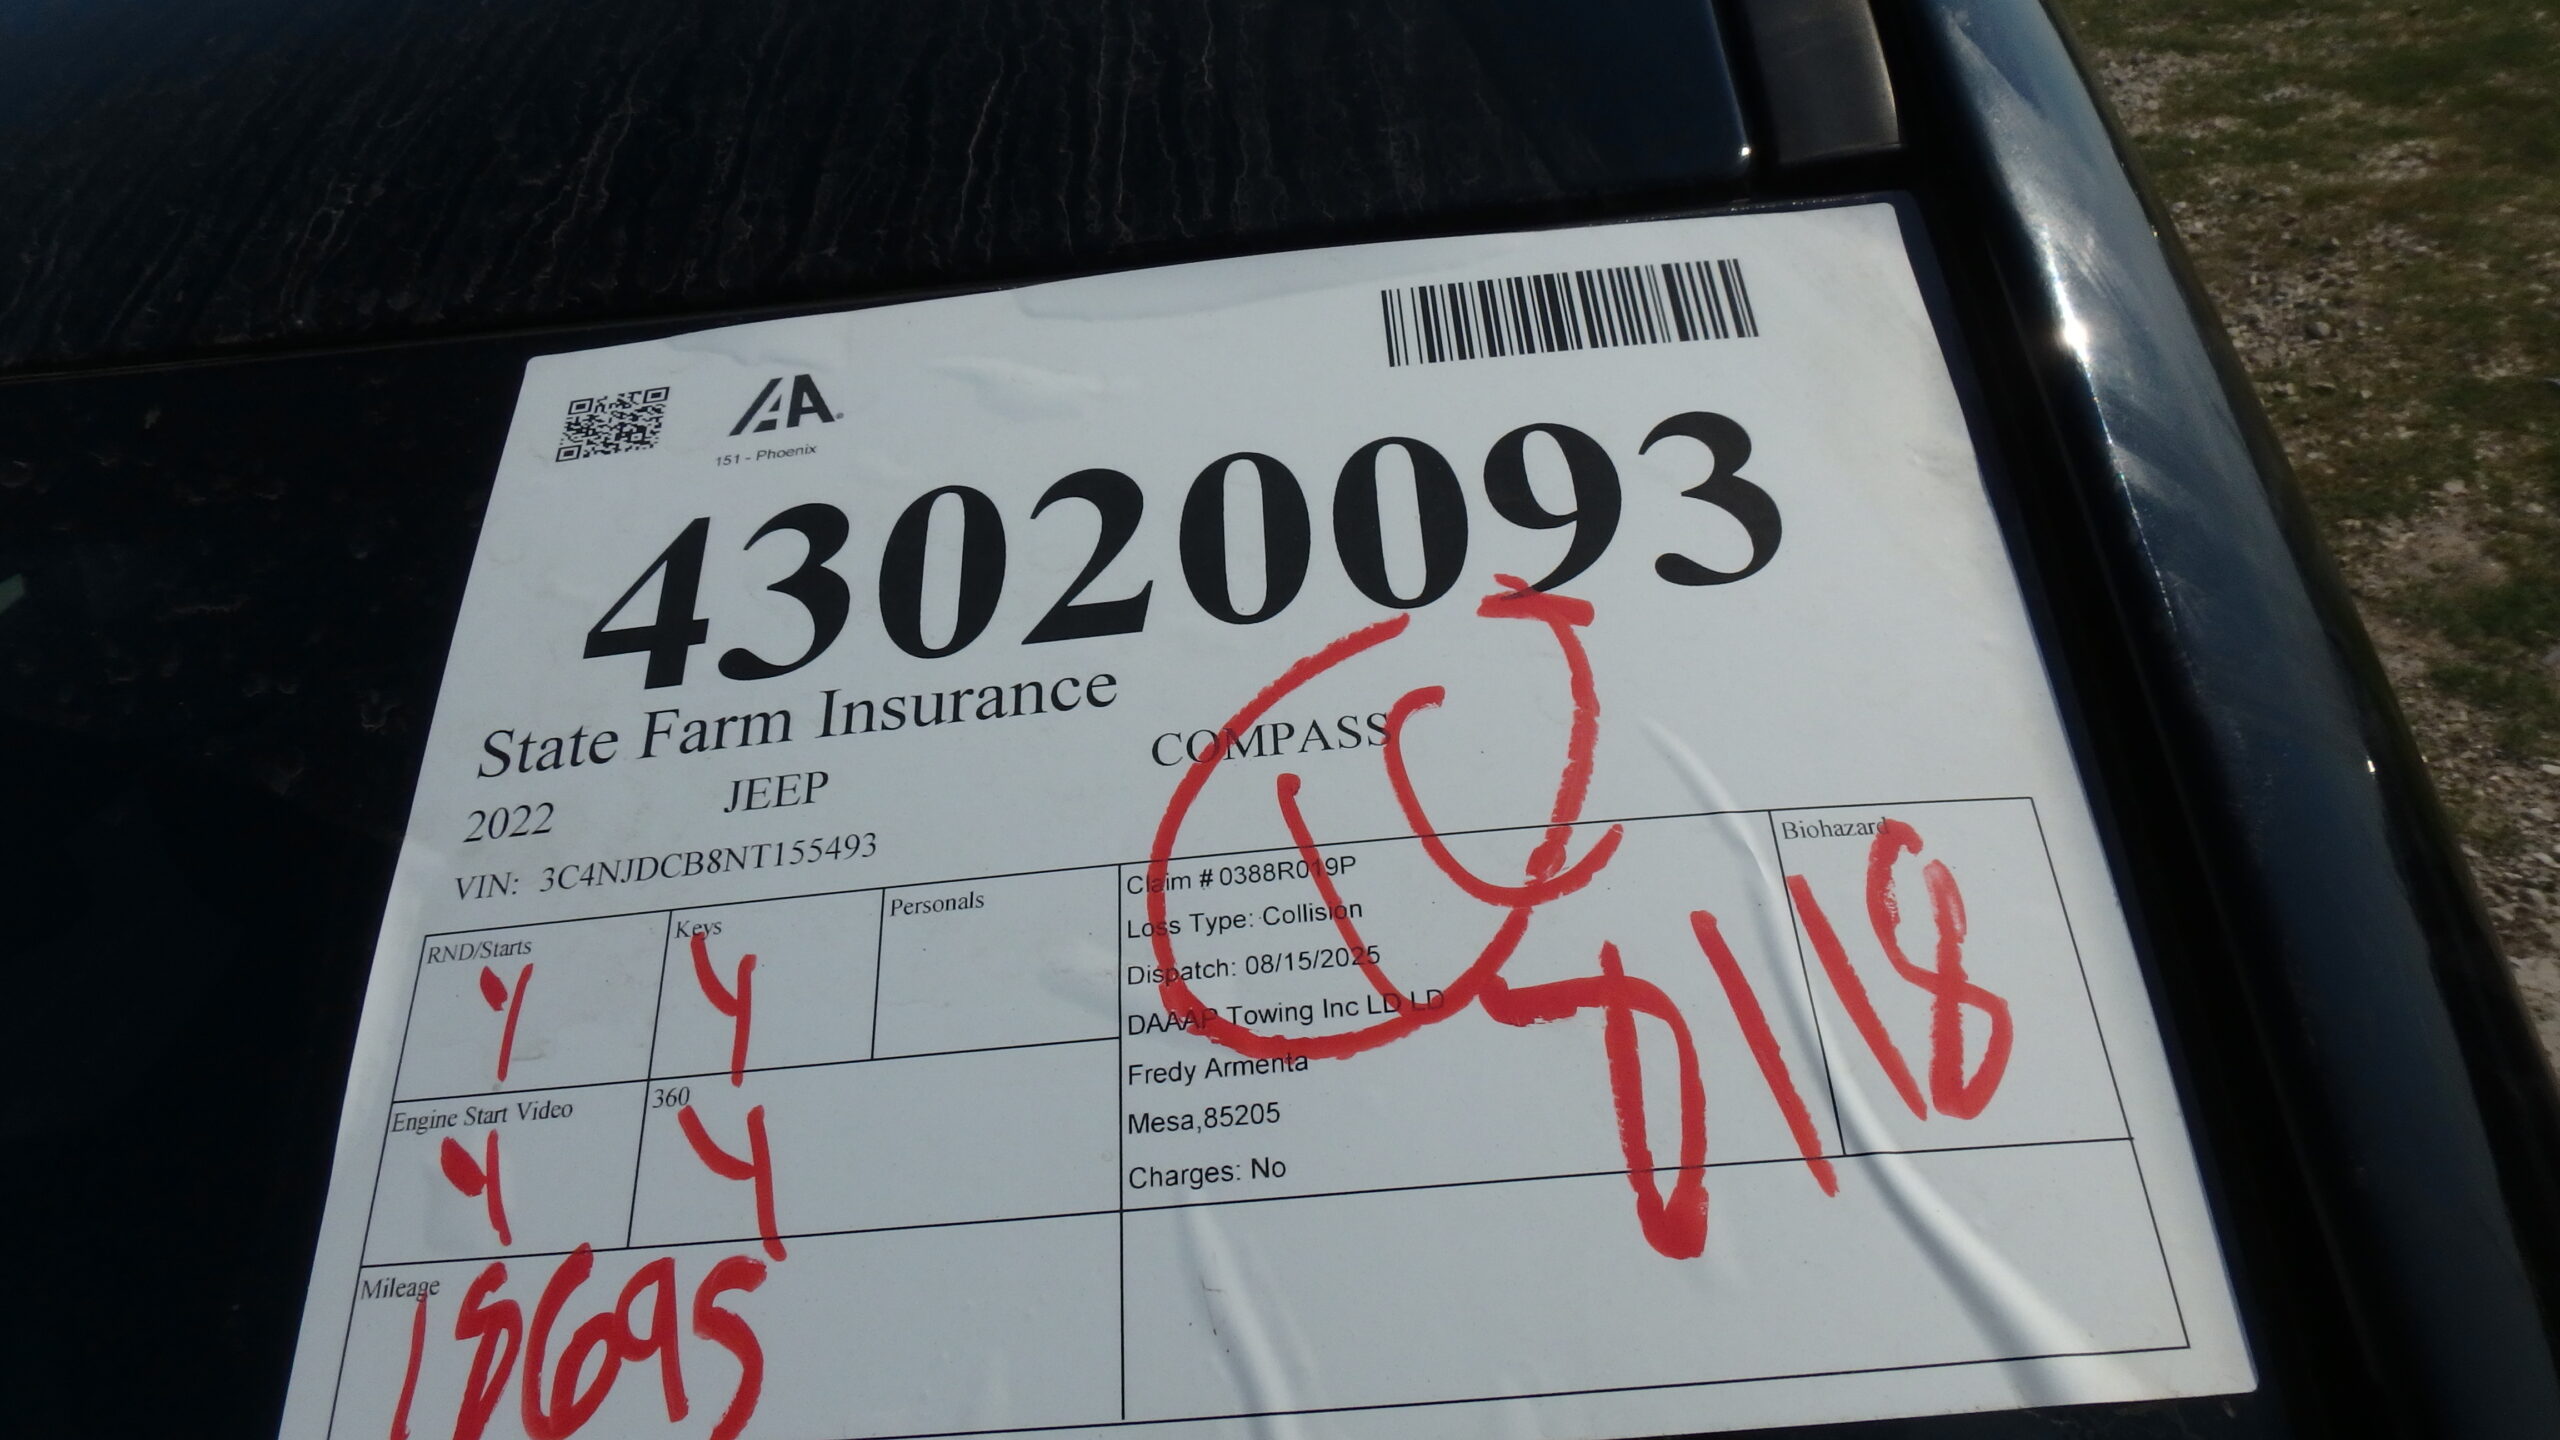 IAA
151 - Phoenix
43020093
State Farm Insurance
2022 JEEP COMPASS
VIN: 3C4NJDCB8NT155493
RND/Starts Y
Keys Y
Personals
Engine Start Video Y
360 Y
Mileage 18695
Claim # 0388R019P
Loss Type: Collision
Dispatch: 08/15/2025
DAAAP Towing Inc LD LD
Fredy Armenta
Mesa,85205
Charges: No
Biohazard